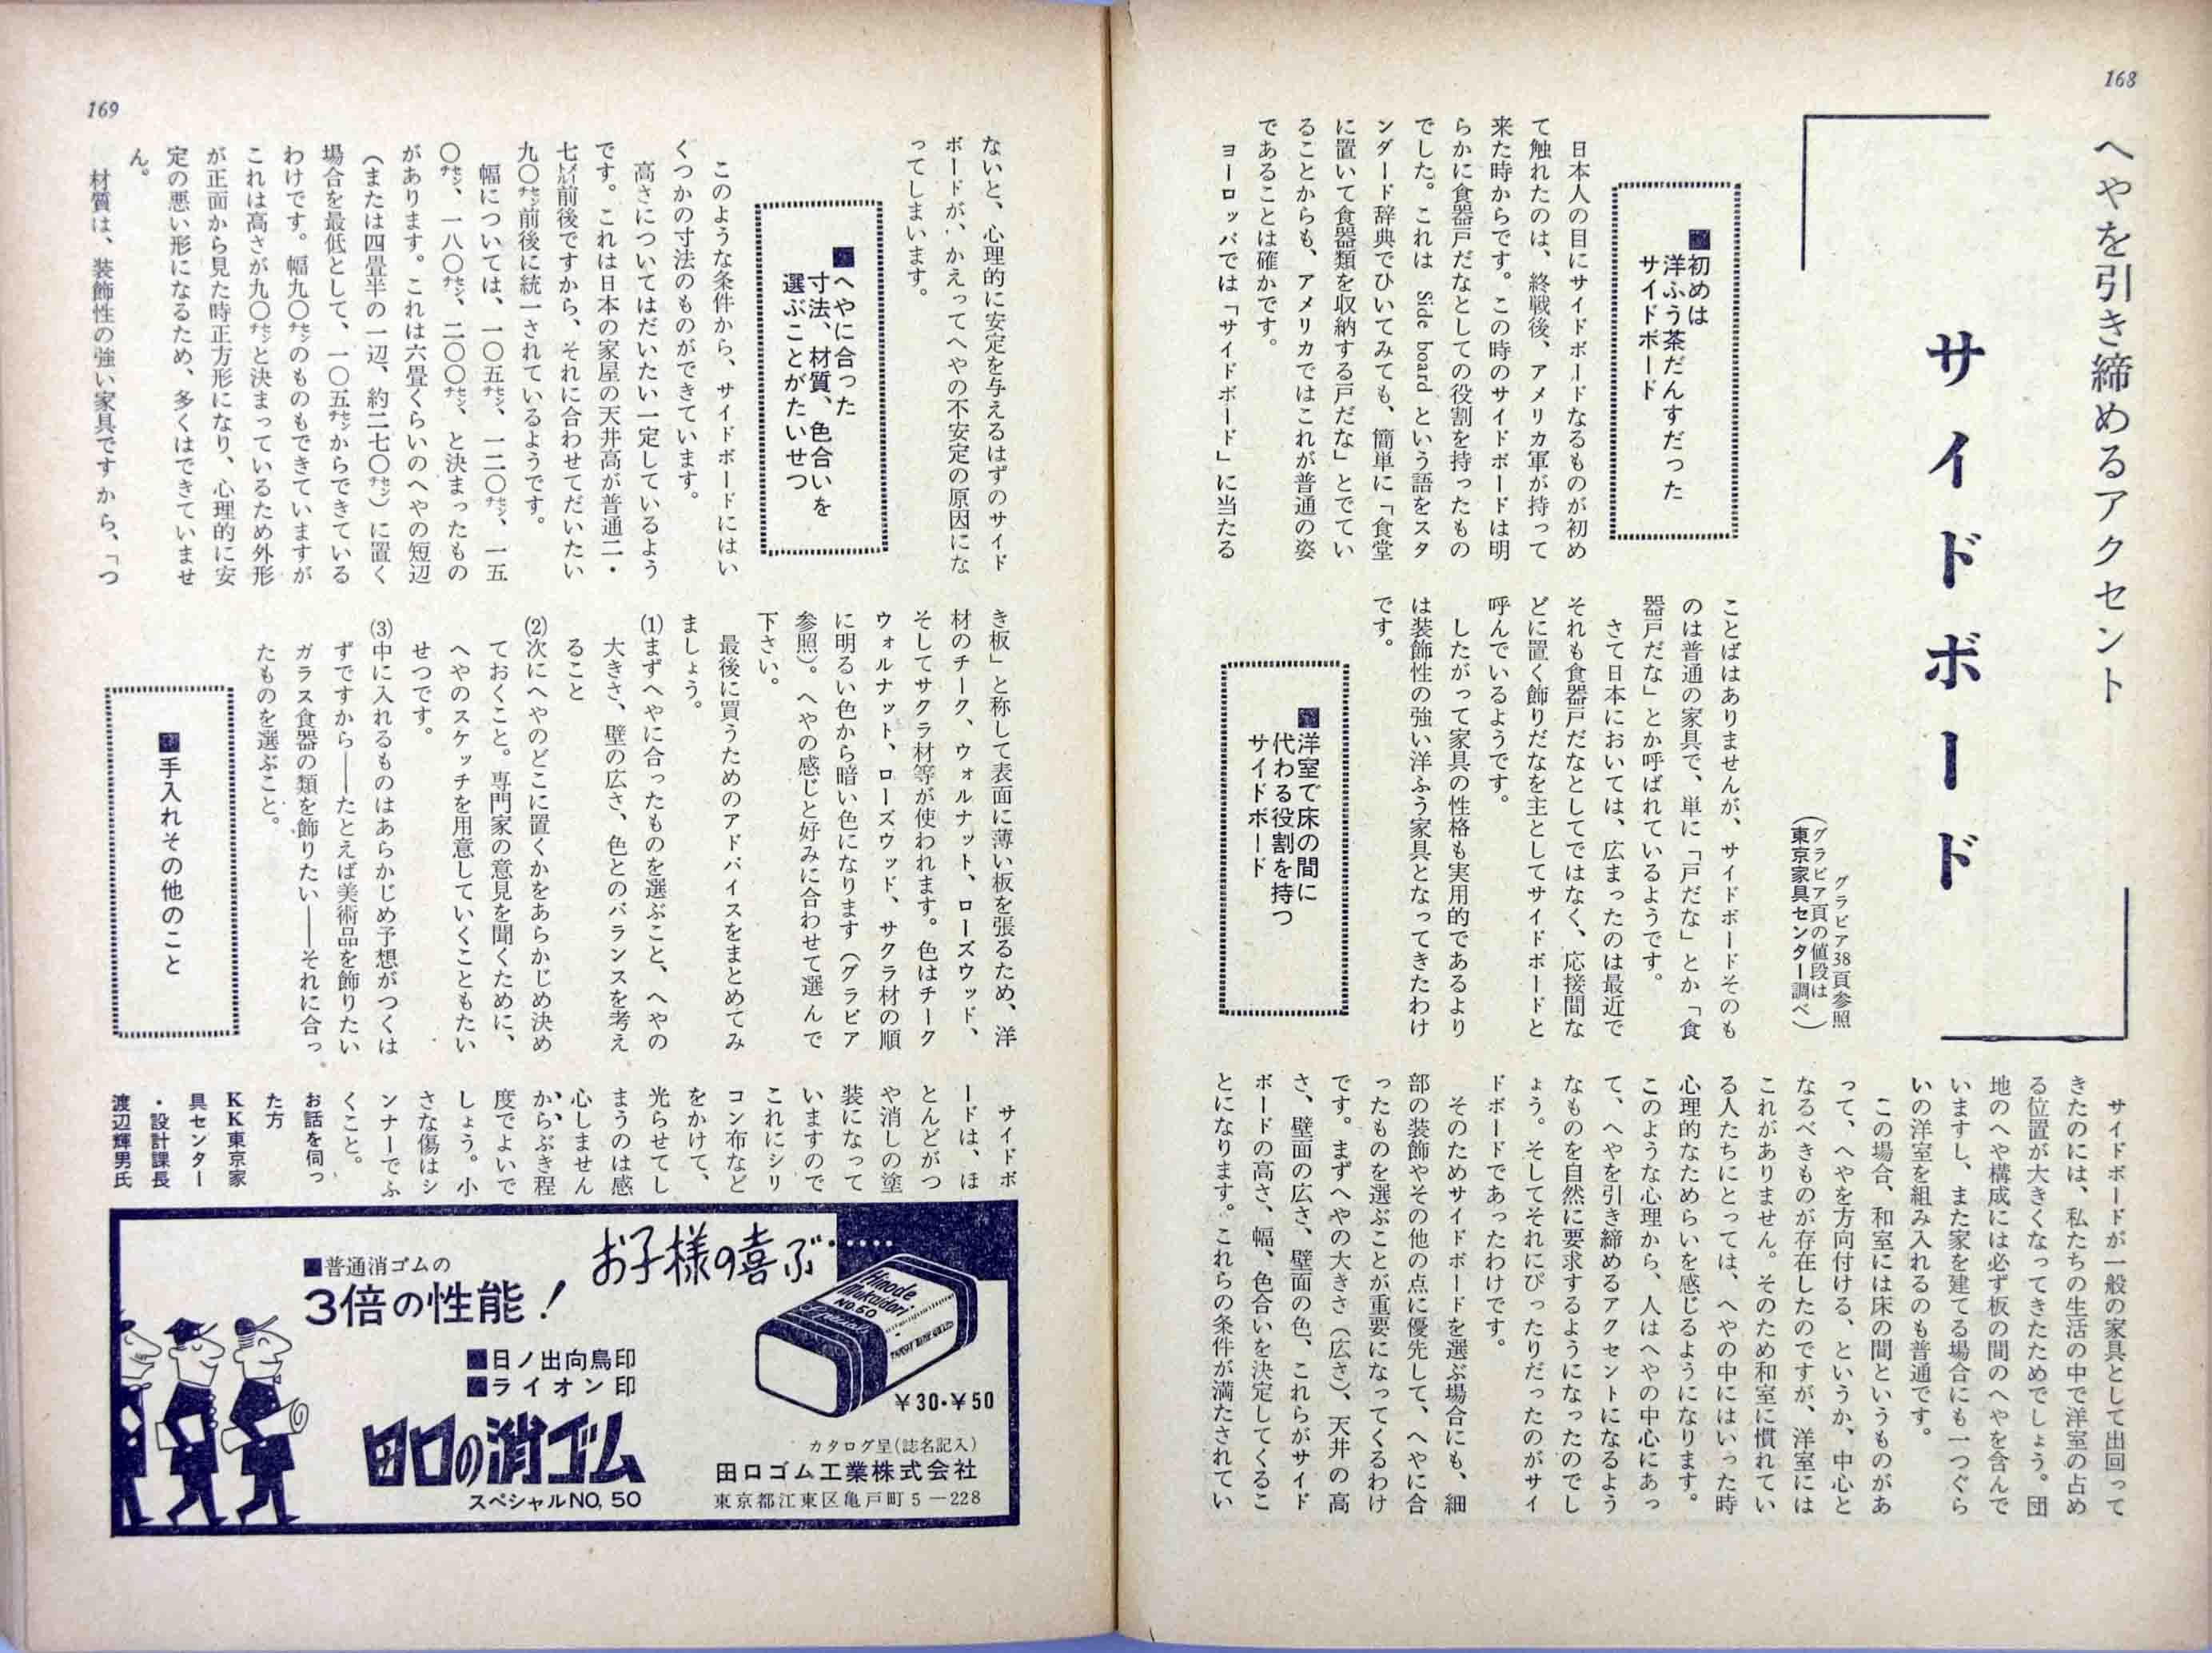 168
へやを引き締めるアクセント
サイドボード
グラビア38頁参照
(グラビア頁の値段は
東京家具センター調べ)
■初めは
洋ふう茶だんすだった
サイドボード
日本人の目にサイドボードなるものが初め
て触れたのは、終戦後、アメリカ軍が持って
来た時からです。この時のサイドボードは明
らかに食器戸だなとしての役割を持ったもの
でした。これは Side board という語をスタ
ンダード辞典でひいてみても、簡単に「食堂
に置いて食器類を収納する戸だな」とでてい
ることからも、アメリカではこれが普通の姿
であることは確かです。
ヨーロッパでは「サイドボード」に当たる
ことばはありませんが、サイドボードそのも
のは普通の家具で、単に「戸だな」とか「食
器戸だな」とか呼ばれているようです。
さて日本においては、広まったのは最近で
それも食器戸だなとしてではなく、応接間な
どに置く飾りだなを主としてサイドボードと
呼んでいるようです。
したがって家具の性格も実用的であるより
は装飾性の強い洋ふう家具となってきたわけ
です。
■洋室で床の間に
代わる役割を持つ
サイドボード
サイドボードが一般の家具として出回って
きたのには、私たちの生活の中で洋室の占め
る位置が大きくなってきたためでしょう。団
地のへや構成には必ず板の間のへやを含んで
いますし、また家を建てる場合にも一つぐら
いの洋室を組み入れるのも普通です。
この場合、和室には床の間というものがあ
って、へやを方向付ける、というか、中心と
なるべきものが存在したのですが、洋室には
これがありません。そのため和室に慣れてい
る人たちにとっては、へやの中にはいった時
心理的なためらいを感じるようになります。
このような心理から、人はへやの中心にあっ
て、へやを引き締めるアクセントになるよう
なものを自然に要求するようになったのでし
ょう。そしてそれにぴったりだったのがサイ
ドボードであったわけです。
そのためサイドボードを選ぶ場合にも、細
部の装飾やその他の点に優先して、へやに合
ったものを選ぶことが重要になってくるわけ
です。まずへやの大きさ（広さ）、天井の高
さ、壁面の広さ、壁面の色、これらがサイド
ボードの高さ、幅、色合いを決定してくるこ
とになります。これらの条件が満たされてい
169
ないと、心理的に安定を与えるはずのサイド
ボードが、かえってへやの不安定の原因にな
ってしまいます。
■へやに合った
寸法、材質、色合いを
選ぶことがたいせつ
このような条件から、サイドボードにはい
くつかの寸法のものができています。
高さについてはだいたい一定しているよう
です。これは日本の家屋の天井高が普通二・
七㍍前後ですから、それに合わせてだいたい
九〇㌢前後に統一されているようです。
幅については、一〇五㌢、一二〇㌢、一五
〇㌢、一八〇㌢、二〇〇㌢、と決まったもの
があります。これは六畳くらいのへやの短辺
（または四畳半の一辺、約二七〇㌢）に置く
場合を最低として、一〇五㌢からできている
わけです。幅九〇㌢のものもできていますが
これは高さが九〇㌢と決まっているため外形
が正面から見た時正方形になり、心理的に安
定の悪い形になるため、多くはできていませ
ん。
材質は、装飾性の強い家具ですから、「つ
き板」と称して表面に薄い板を張るため、洋
材のチーク、ウォルナット、ローズウッド、
そしてサクラ材等が使われます。色はチーク
ウォルナット、ローズウッド、サクラ材の順
に明るい色から暗い色になります（グラビア
参照）。へやの感じと好みに合わせて選んで
下さい。
最後に買うためのアドバイスをまとめてみ
ましょう。
(1)まずへやに合ったものを選ぶこと、へやの
大きさ、壁の広さ、色とのバランスを考え
ること
(2)次にへやのどこに置くかをあらかじめ決め
ておくこと。専門家の意見を聞くために、
へやのスケッチを用意していくこともたい
せつです。
(3)中に入れるものはあらかじめ予想がつくは
ずですから――たとえば美術品を飾りたい
ガラス食器の類を飾りたい――それに合っ
たものを選ぶこと。
■手入れその他のこと
サイドボ
ードは、ほ
とんどがつ
や消しの塗
装になって
いますので
これにシリ
コン布など
をかけて、
光らせてし
まうのは感
心しません
から、ぶき程
度でよいで
しょう。小
さな傷はシ
ンナーでふ
くこと。
お話を伺っ
た方
KK東京家
具センター
・設計課長
渡辺輝男氏
お子様の喜ぶ……
■普通消ゴムの
3倍の性能！
Hinode
Mukaidori
NO.50
Special
■日ノ出向鳥印
■ライオン印
¥30・¥50
田口の消ゴム
スペシャルNO, 50
カタログ呈(誌名記入)
田口ゴム工業株式会社
東京都江東区亀戸町5－228